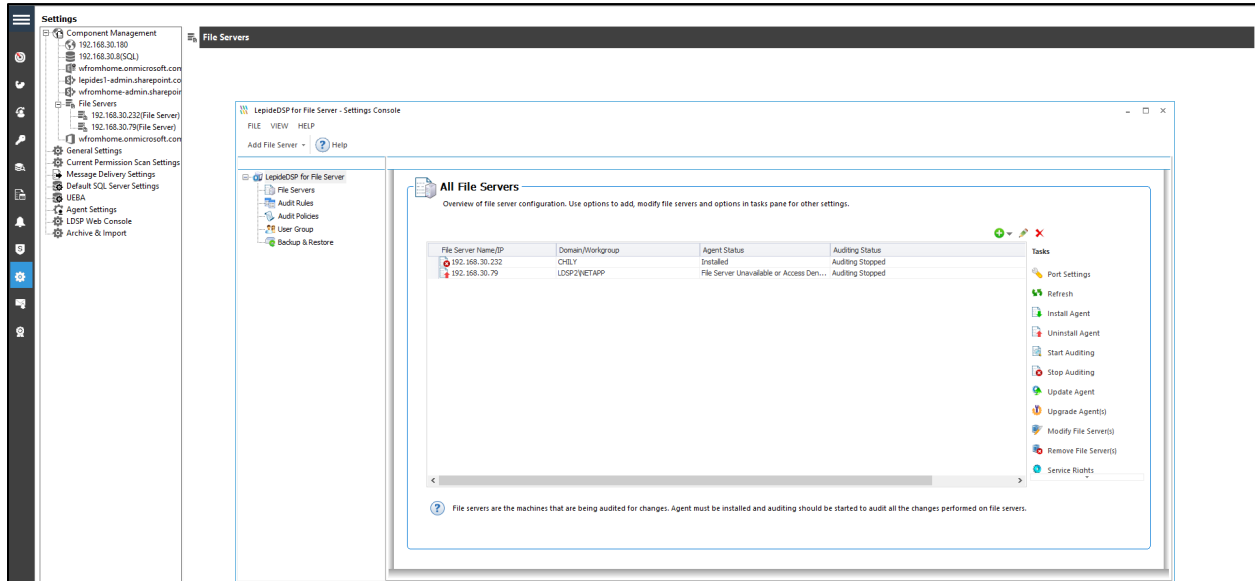 Settings
Component Management
192.168.30.180
192.168.30.8(SQL)
wfromhome.onmicrosoft.con
lepides1-admin.sharepoint.co
wfromhome-admin.sharepoir
File Servers
192.168.30.232(File Server)
192.168.30.79(File Server)
wfromhome.onmicrosoft.con
General Settings
Current Permission Scan Settings
Message Delivery Settings
Default SQL Server Settings
UEBA
Agent Settings
LDSP Web Console
Archive & Import
File Servers
LepideDSP for File Server - Settings Console
FILE VIEW HELP
Add File Server ? Help
LepideDSP for File Server
File Servers
Audit Rules
Audit Policies
User Group
Backup & Restore
All File Servers
Overview of file server configuration. Use options to add, modify file servers and options in tasks pane for other settings.
File Server Name/IP Domain/Workgroup Agent Status Auditing Status
192.168.30.232 CHILY Installed Auditing Stopped
192.168.30.79 LDSP2\NETAPP File Server Unavailable or Access Den... Auditing Stopped
Tasks
Port Settings
Refresh
Install Agent
Uninstall Agent
Start Auditing
Stop Auditing
Update Agent
Upgrade Agent(s)
Modify File Server(s)
Remove File Server(s)
Service Rights
? File servers are the machines that are being audited for changes. Agent must be installed and auditing should be started to audit all the changes performed on file servers.